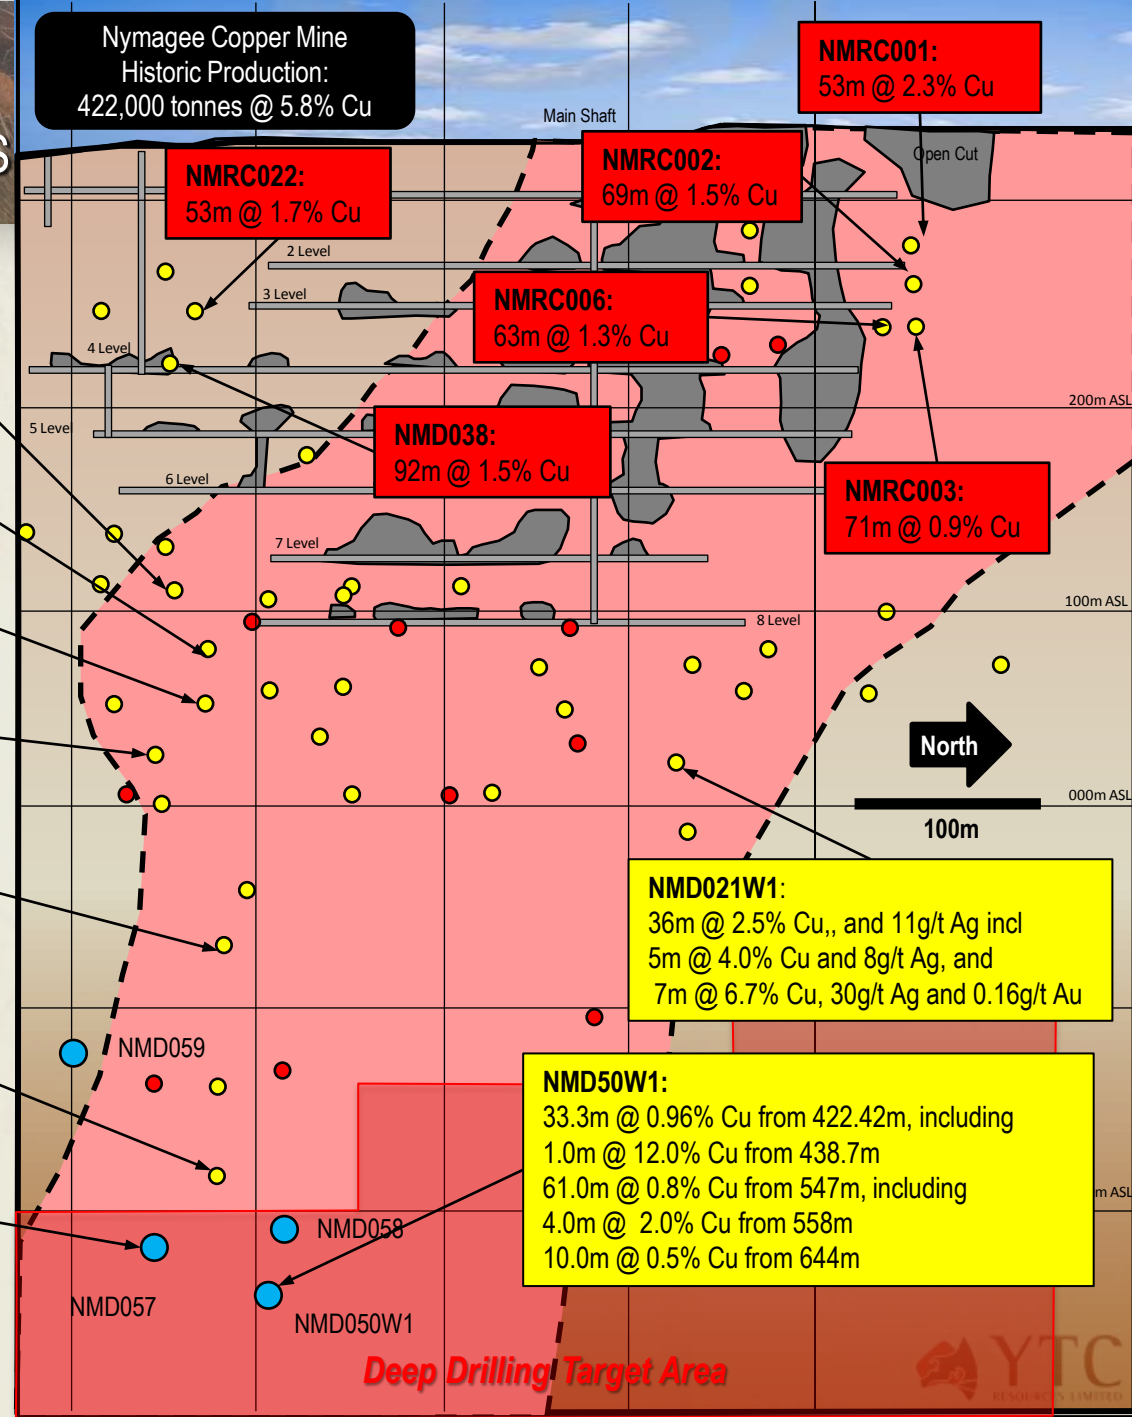 Nymagee Copper Mine
Historic Production:
422,000 tonnes @ 5.8% Cu
S
NMRC001:
53m @ 2.3% Cu
Main Shaft
Open Cut
NMRC022:
53m @ 1.7% Cu
NMRC002:
69m @ 1.5% Cu
2 Level
3 Level
NMRC006:
63m @ 1.3% Cu
4 Level
200m ASL
5 Level
NMD038:
92m @ 1.5% Cu
6 Level
NMRC003:
71m @ 0.9% Cu
7 Level
100m ASL
8 Level
North
000m ASL
100m
NMD021W1:
36m @ 2.5% Cu,, and 11g/t Ag incl
5m @ 4.0% Cu and 8g/t Ag, and
7m @ 6.7% Cu, 30g/t Ag and 0.16g/t Au
NMD059
NMD50W1:
33.3m @ 0.96% Cu from 422.42m, including
1.0m @ 12.0% Cu from 438.7m
61.0m @ 0.8% Cu from 547m, including
4.0m @ 2.0% Cu from 558m
10.0m @ 0.5% Cu from 644m
m ASL
NMD058
NMD057
NMD050W1
Deep Drilling Target Area
YTC
RESOURCES LIMITED